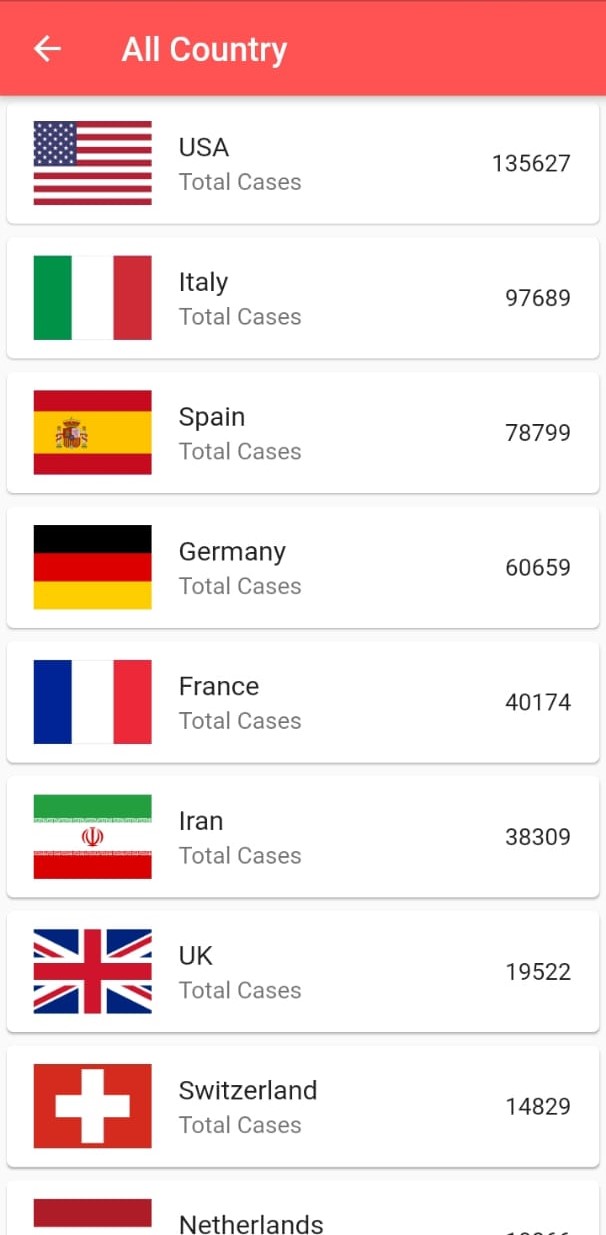 All Country
USA
Total Cases
135627
Italy
Total Cases
97689
Spain
Total Cases
78799
Germany
Total Cases
60659
France
Total Cases
40174
Iran
Total Cases
38309
UK
Total Cases
19522
Switzerland
Total Cases
14829
Netherlands